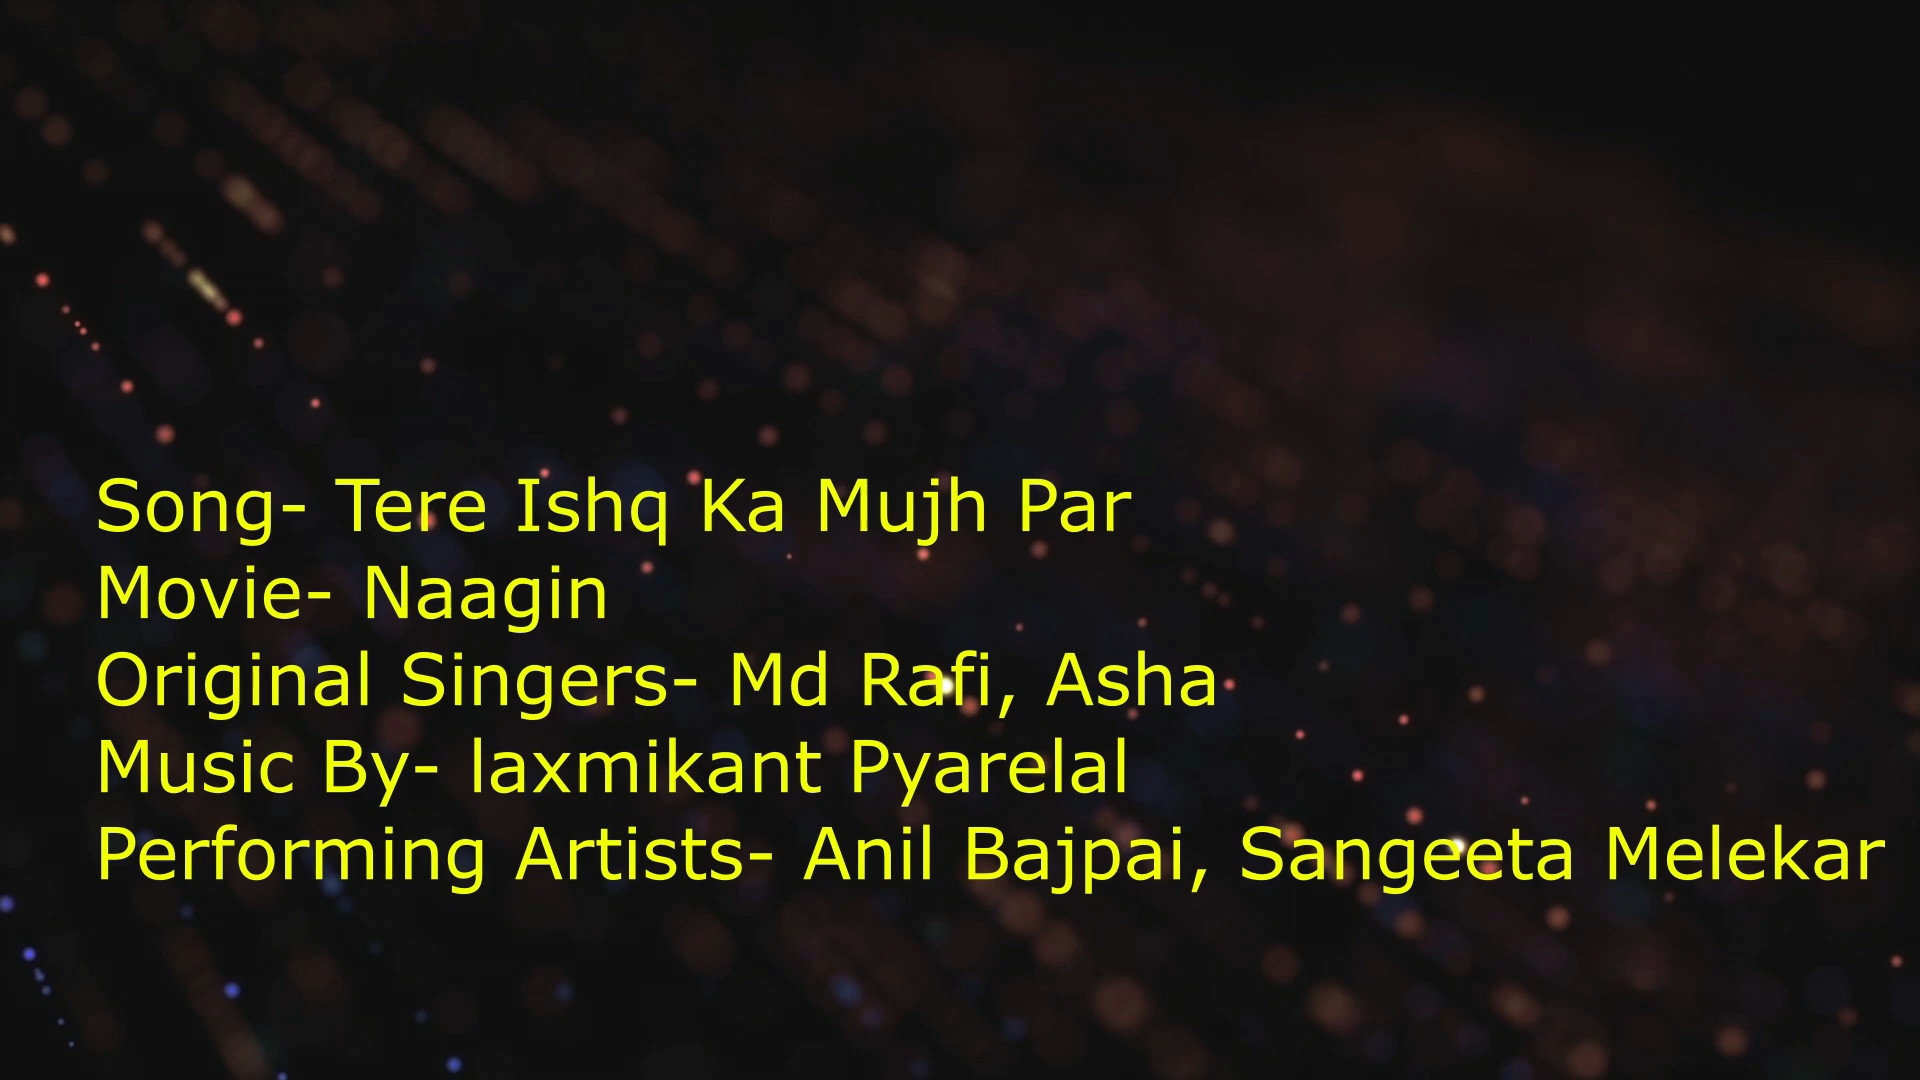 Song- Tere Ishq Ka Mujh Par
Movie- Naagin
Original Singers- Md Rafi, Asha
Music By- laxmikant Pyarelal
Performing Artists- Anil Bajpai, Sangeeta Melekar